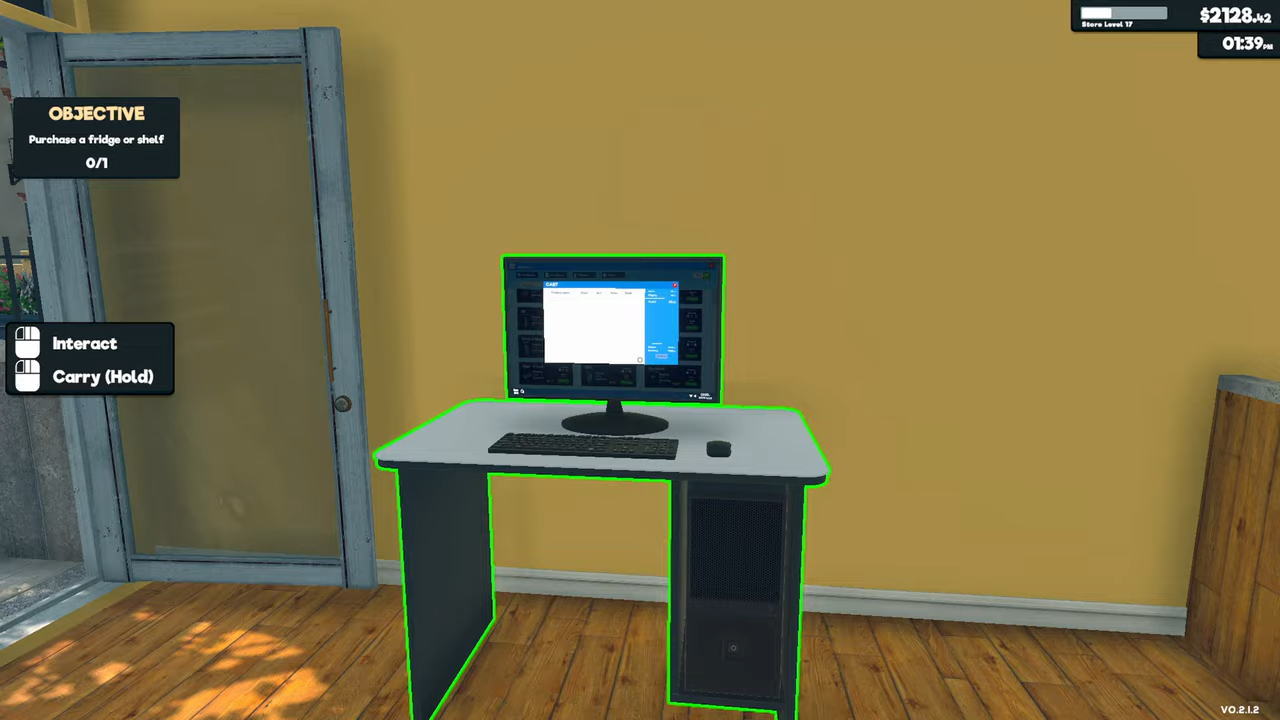 Store Level 17
$2128.42
01:39PM
OBJECTIVE
Purchase a fridge or shelf
0/1
Interact
Carry (Hold)
CART
V0.2.1.2